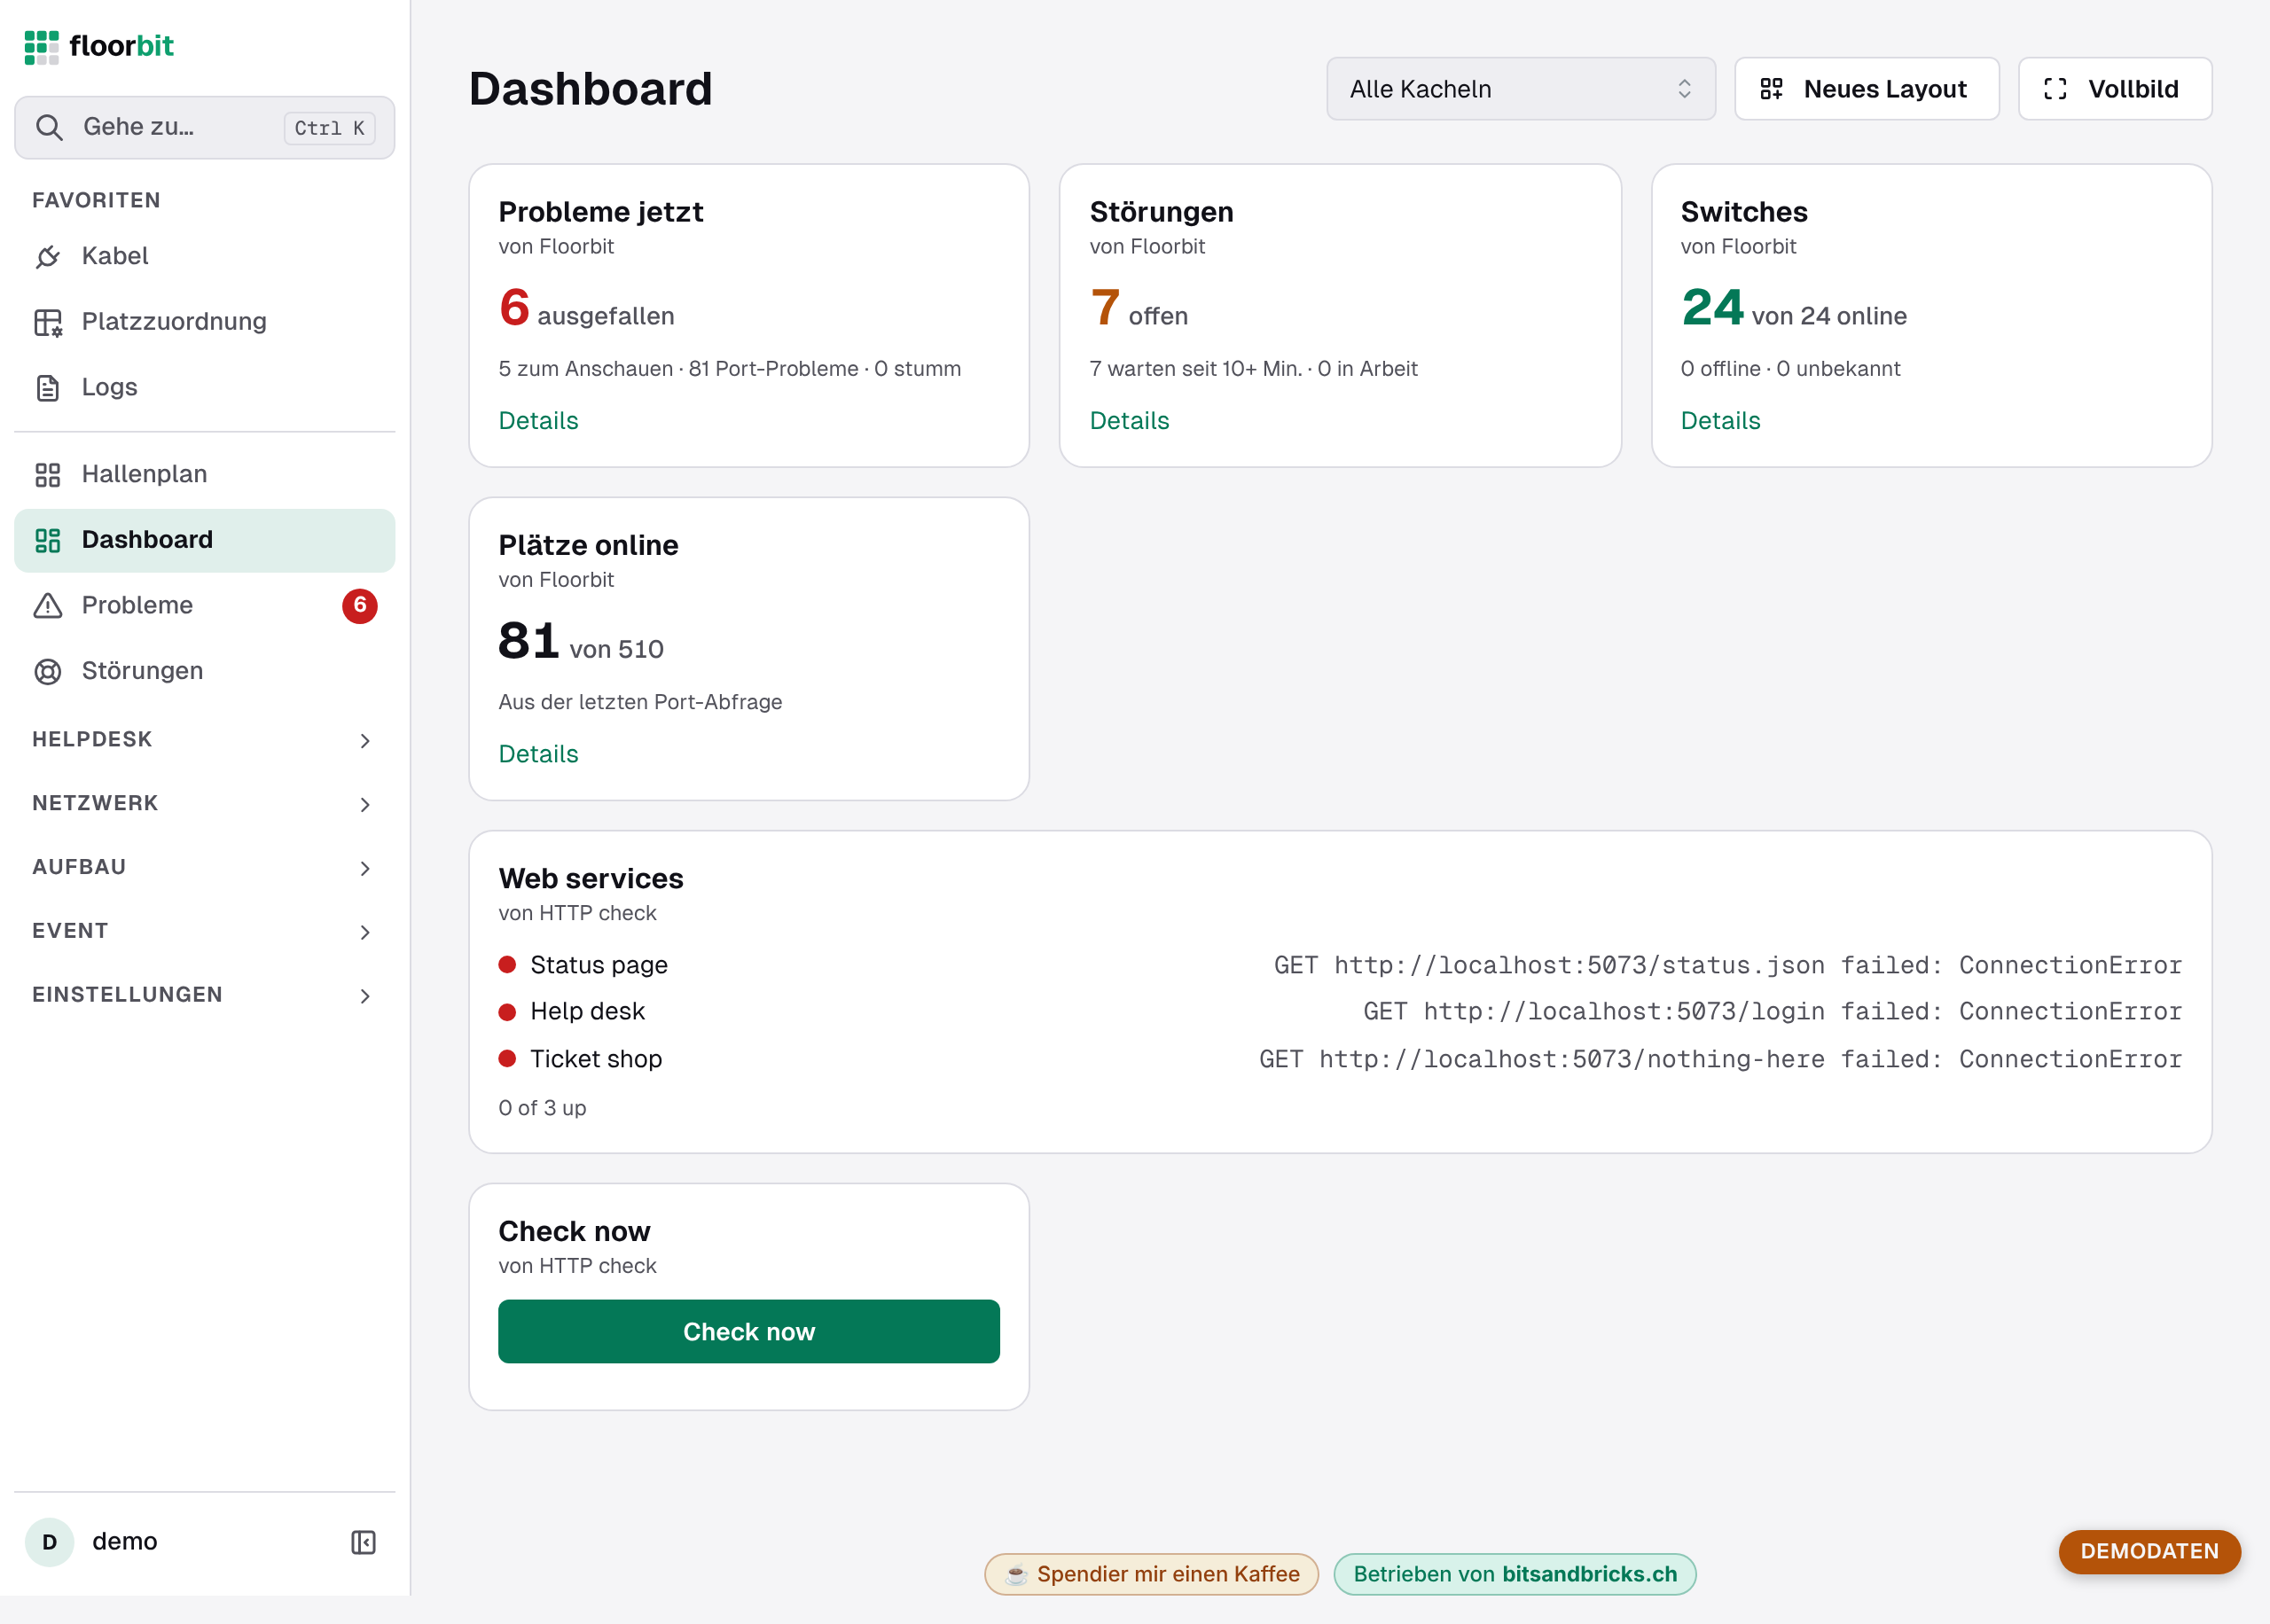 floorbit
Gehe zu...
Ctrl K
FAVORITEN
Kabel
Platzzuordnung
Logs
Hallenplan
Dashboard
Probleme
6
Störungen
HELPDESK
NETZWERK
AUFBAU
EVENT
EINSTELLUNGEN
D
demo
Dashboard
Alle Kacheln
Neues Layout
Vollbild
Probleme jetzt
von Floorbit
6 ausgefallen
5 zum Anschauen · 81 Port-Probleme · 0 stumm
Details
Störungen
von Floorbit
7 offen
7 warten seit 10+ Min. · 0 in Arbeit
Details
Switches
von Floorbit
24 von 24 online
0 offline · 0 unbekannt
Details
Plätze online
von Floorbit
81 von 510
Aus der letzten Port-Abfrage
Details
Web services
von HTTP check
Status page
GET http://localhost:5073/status.json failed: ConnectionError
Help desk
GET http://localhost:5073/login failed: ConnectionError
Ticket shop
GET http://localhost:5073/nothing-here failed: ConnectionError
0 of 3 up
Check now
von HTTP check
Check now
Spendier mir einen Kaffee
Betrieben von bitsandbricks.ch
DEMODATEN